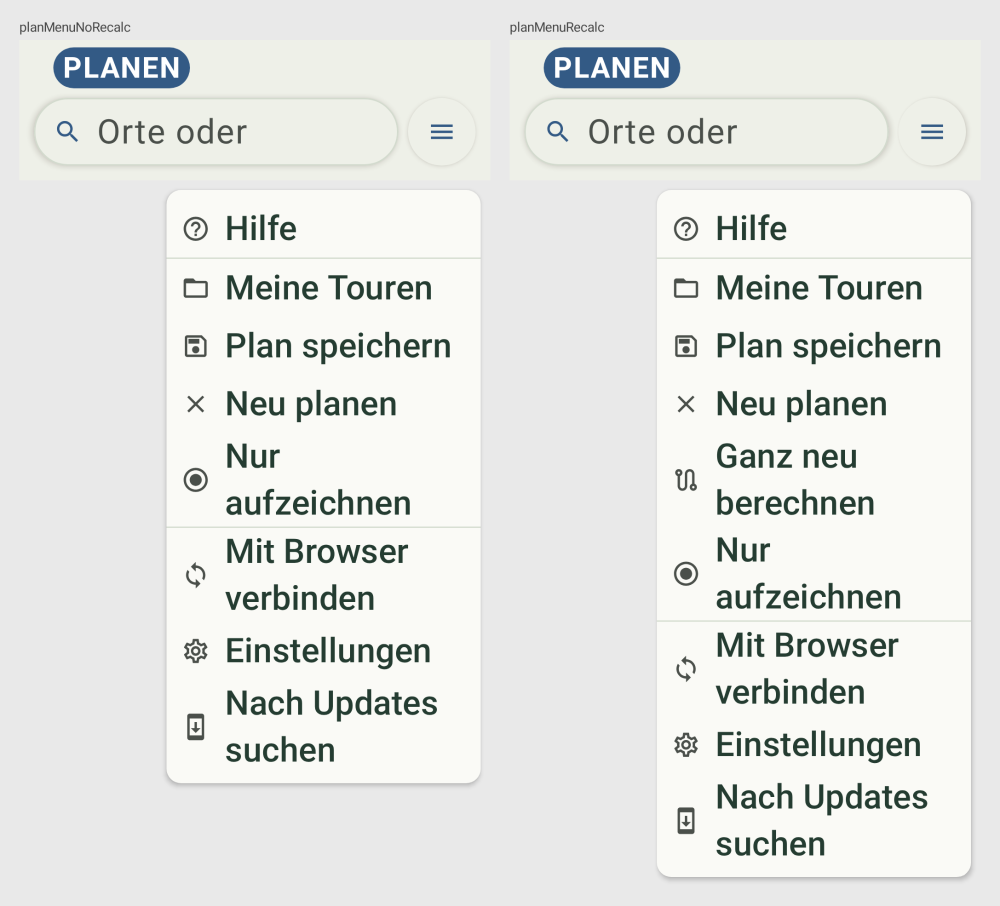 planMenuNoRecalc
PLANEN
Orte oder
Hilfe
Meine Touren
Plan speichern
Neu planen
Nur
aufzeichnen
Mit Browser
verbinden
Einstellungen
Nach Updates
suchen
planMenuRecalc
PLANEN
Orte oder
Hilfe
Meine Touren
Plan speichern
Neu planen
Ganz neu
berechnen
Nur
aufzeichnen
Mit Browser
verbinden
Einstellungen
Nach Updates
suchen